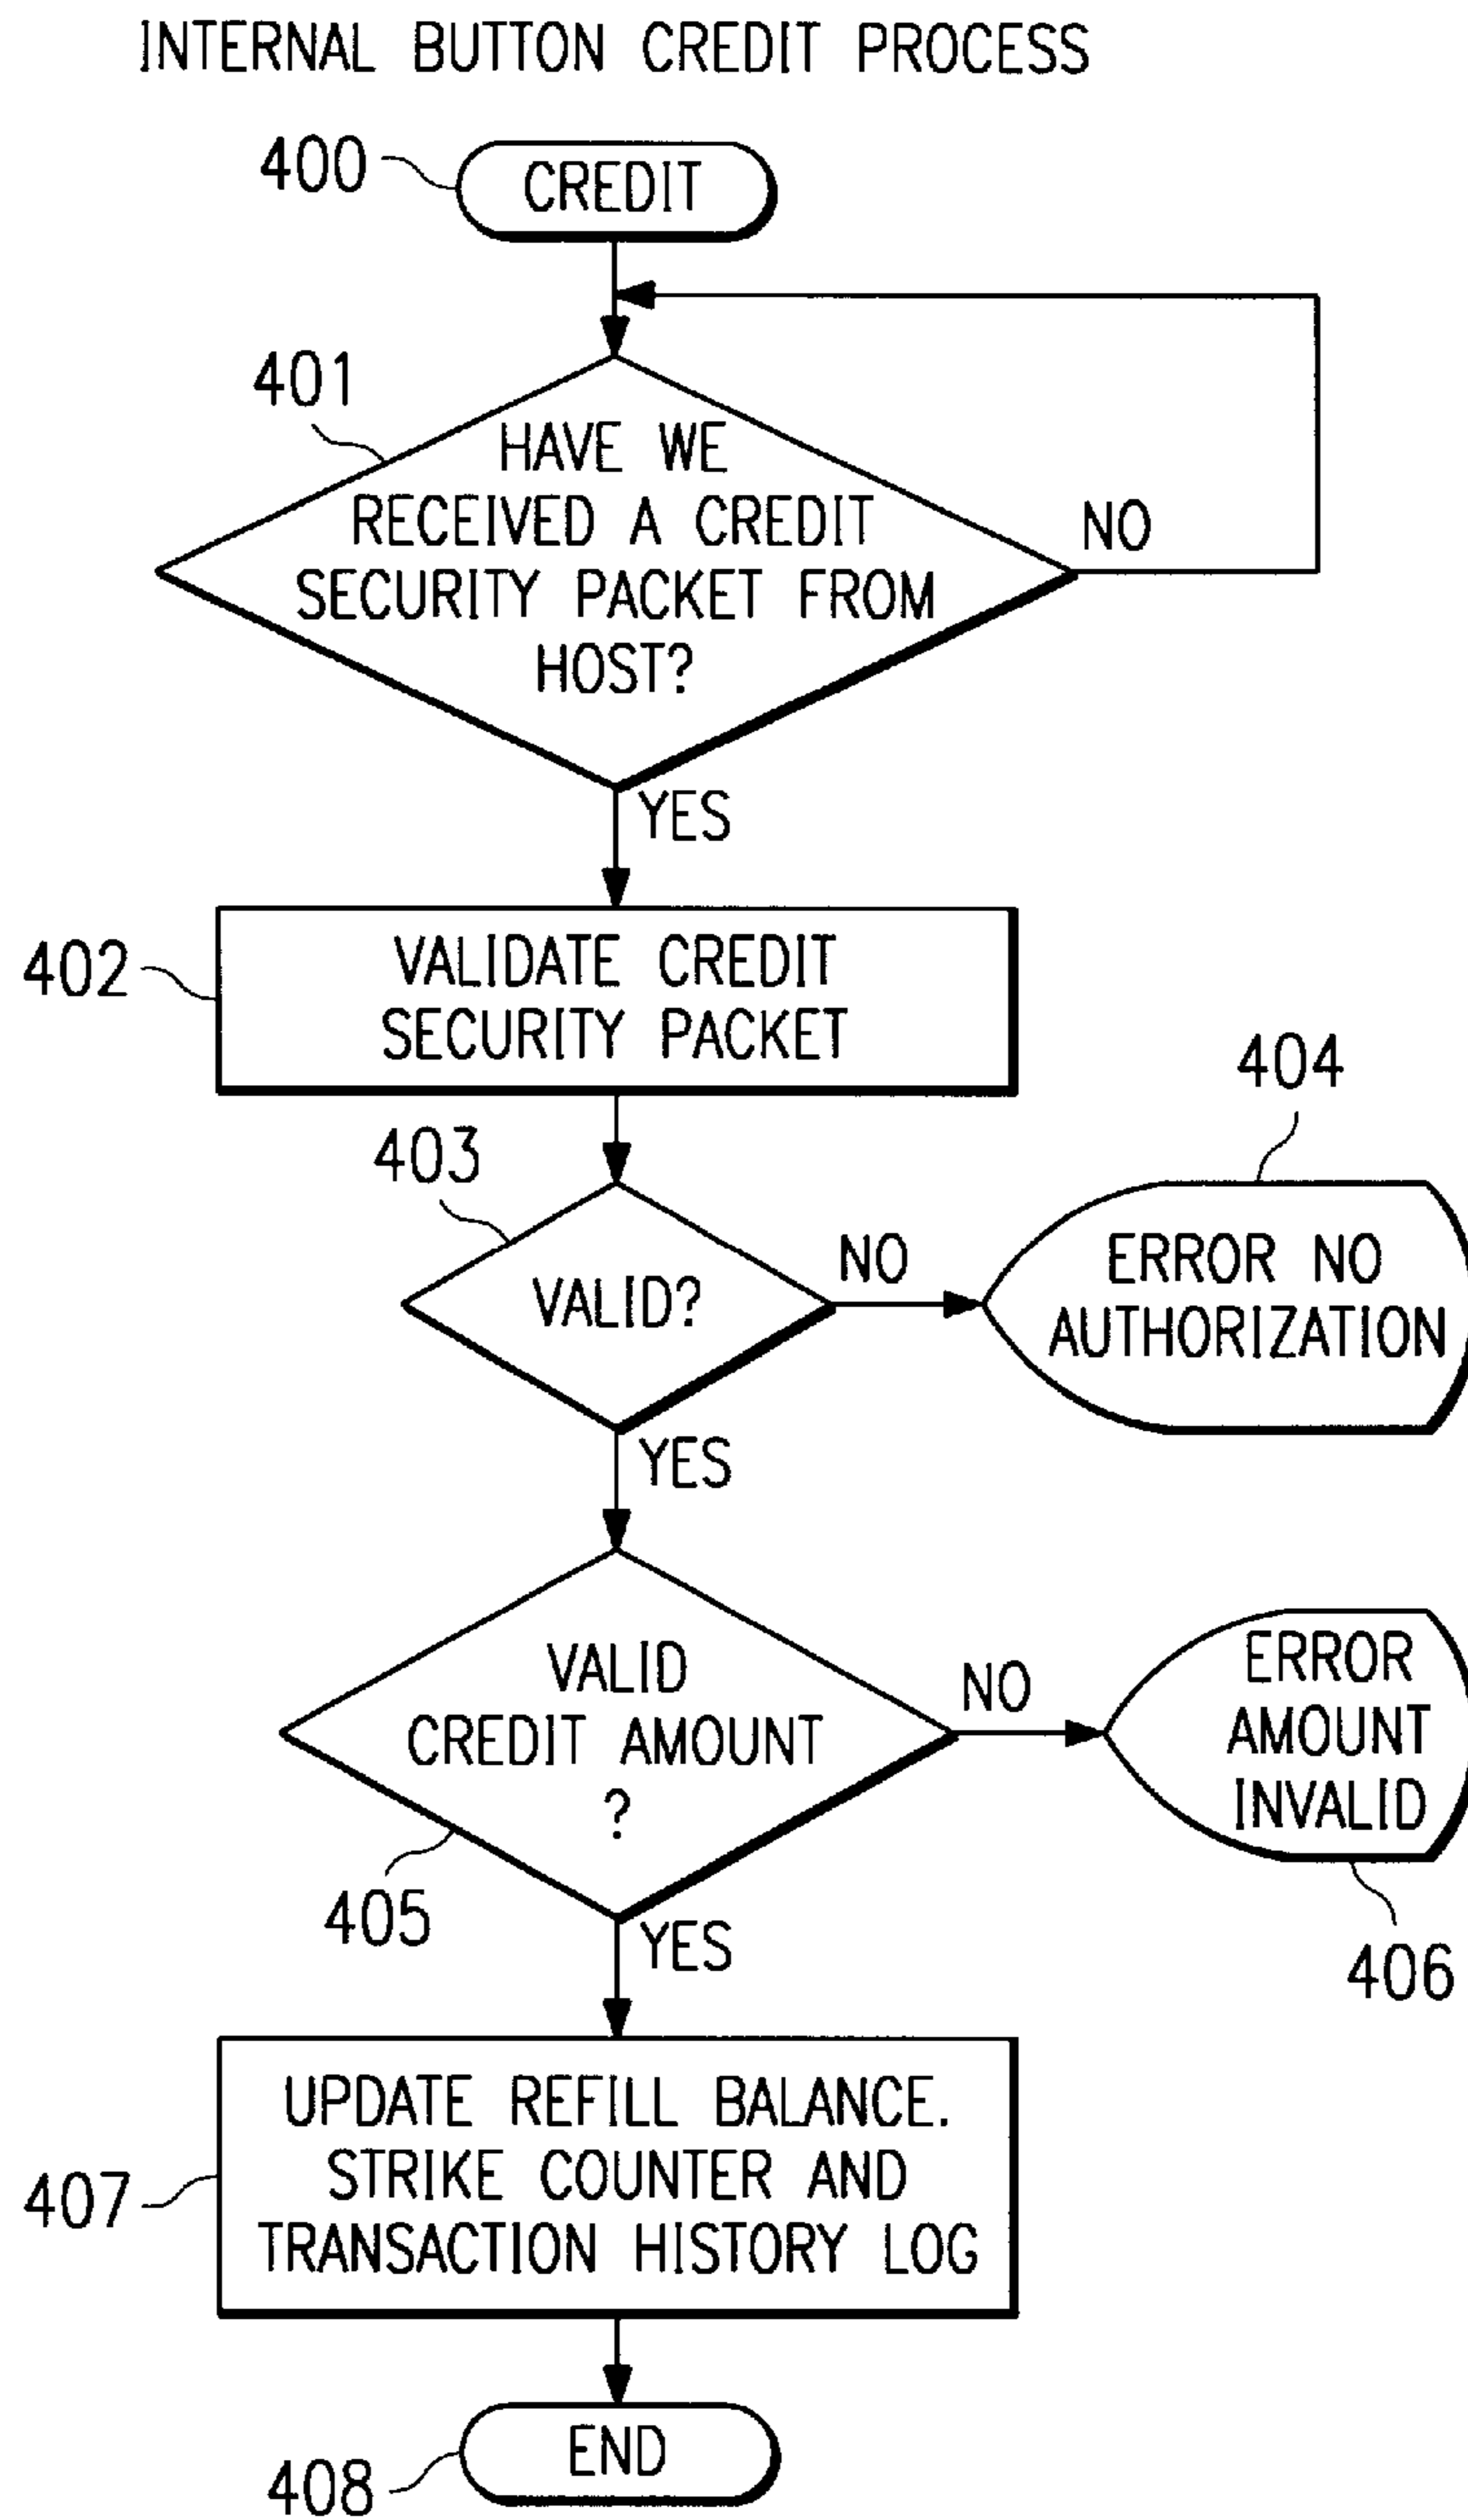 INTERNAL BUTTON CREDIT PROCESS
400
CREDIT
401
HAVE WE
RECEIVED A CREDIT
SECURITY PACKET FROM
HOST?
NO
YES
402
VALIDATE CREDIT
SECURITY PACKET
404
403
VALID?
NO
ERROR NO
AUTHORIZATION
YES
VALID
CREDIT AMOUNT
?
NO
ERROR
AMOUNT
INVALID
405
406
YES
407
UPDATE REFILL BALANCE.
STRIKE COUNTER AND
TRANSACTION HISTORY LOG
END
408